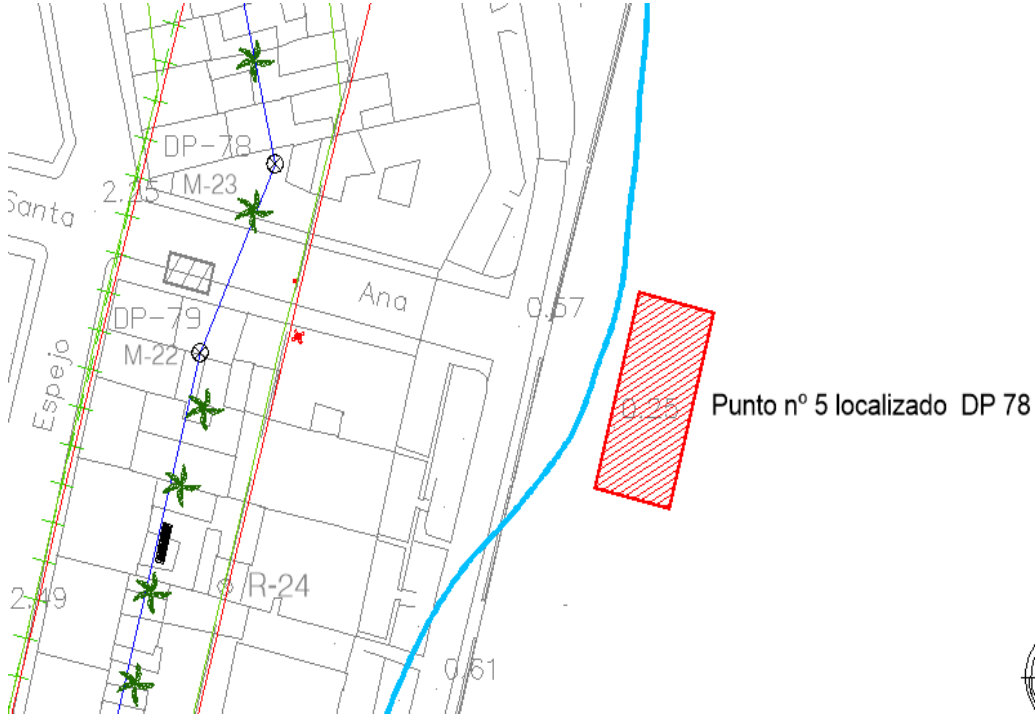 DP-78
M-23
2.25
Santa
Ana
0.57
DP-79
M-22
Espejo
0.25
Punto nº 5 localizado DP 78
R-24
2.49
0.61